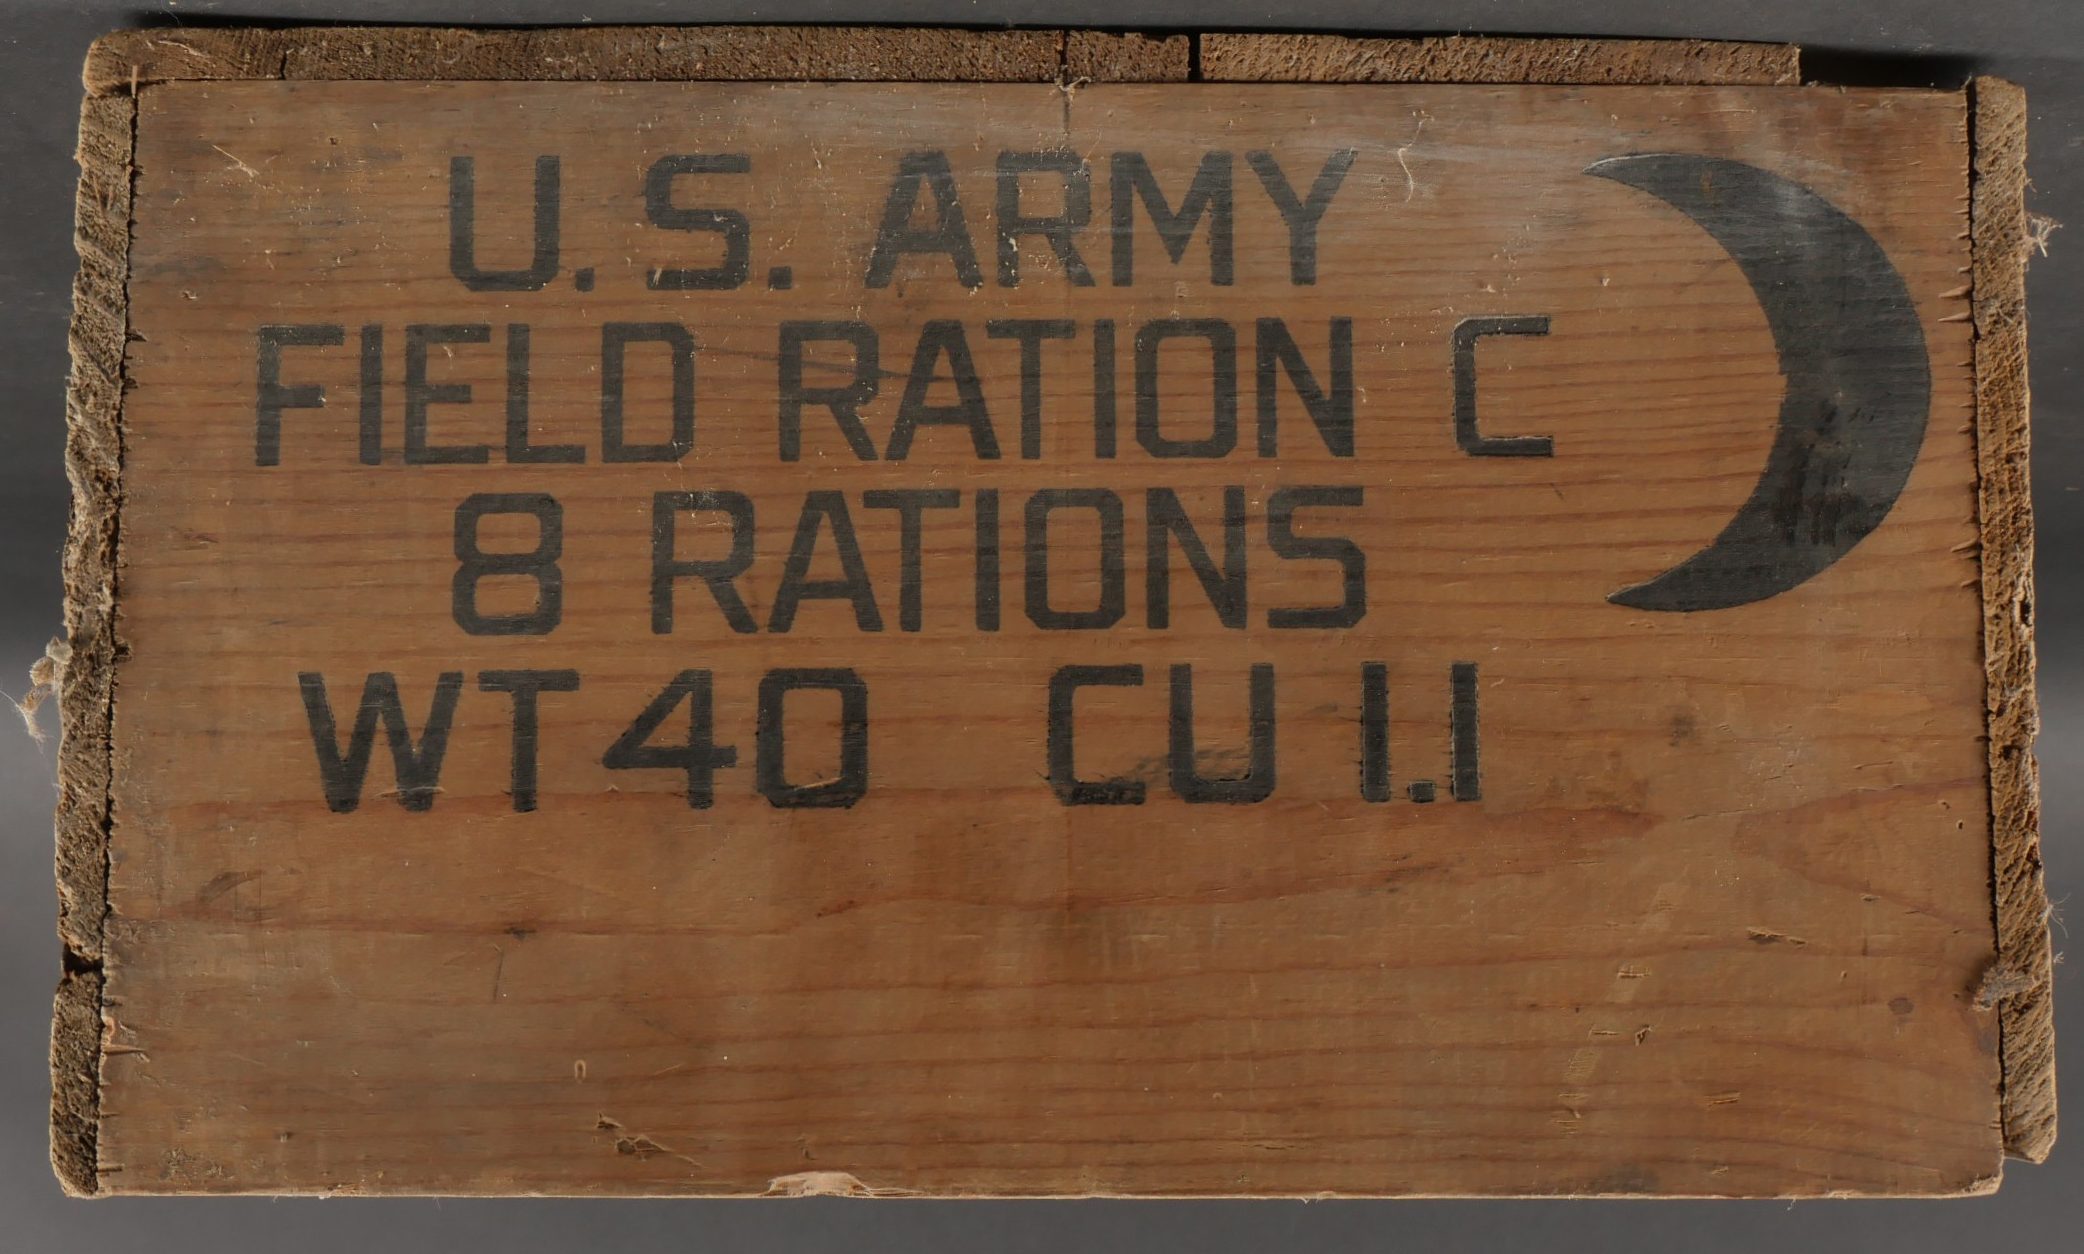 U. S. ARMY
FIELD RATION C
8 RATIONS
WT 40 CU 1.1